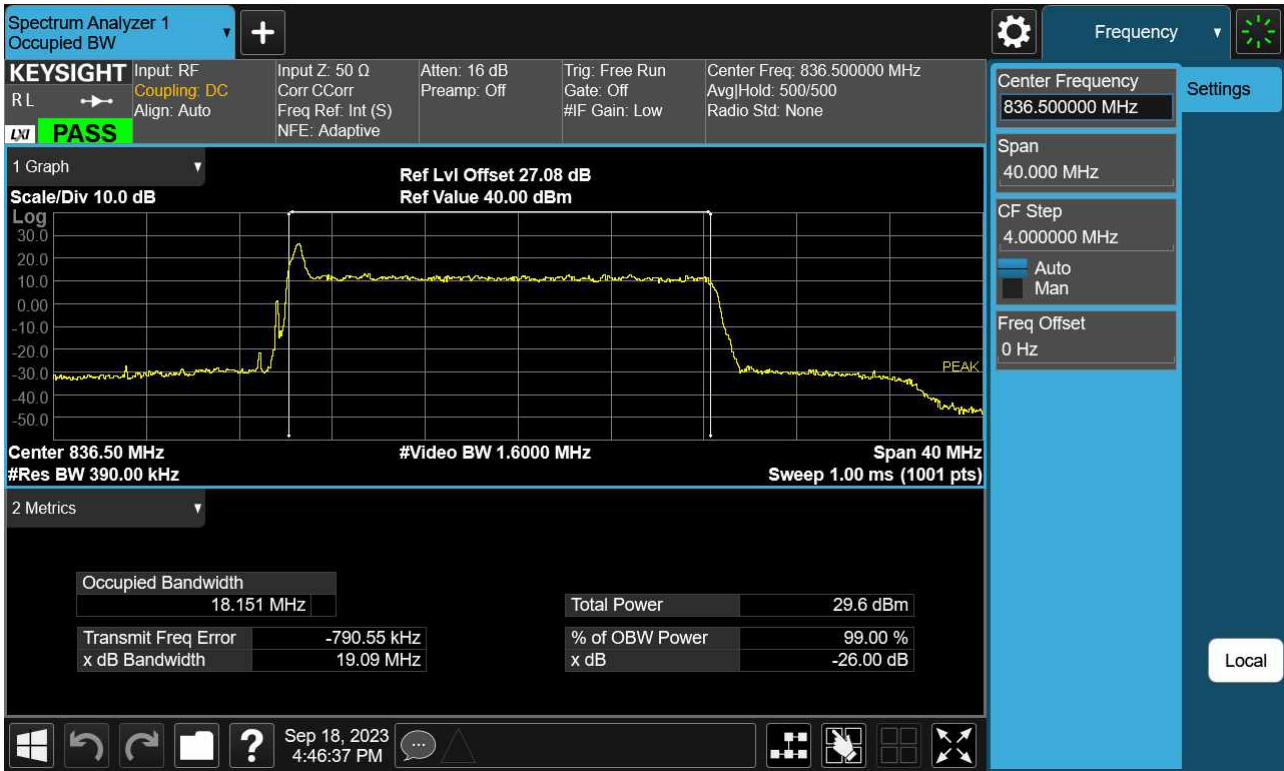 Spectrum Analyzer 1
Occupied BW
+
Frequency
KEYSIGHT
R L
LXI
PASS
Input: RF
Coupling: DC
Align: Auto
Input Z: 50 Ω
Corr CCorr
Freq Ref: Int (S)
NFE: Adaptive
Atten: 16 dB
Preamp: Off
Trig: Free Run
Gate: Off
#IF Gain: Low
Center Freq: 836.500000 MHz
Avg|Hold: 500/500
Radio Std: None
Center Frequency
836.500000 MHz
Settings
Span
40.000 MHz
CF Step
4.000000 MHz
Auto
Man
Freq Offset
0 Hz
Local
1 Graph
Scale/Div 10.0 dB
Ref Lvl Offset 27.08 dB
Ref Value 40.00 dBm
Log
30.0
20.0
10.0
0.00
-10.0
-20.0
-30.0
-40.0
-50.0
PEAK
Center 836.50 MHz
#Video BW 1.6000 MHz
Span 40 MHz
#Res BW 390.00 kHz
Sweep 1.00 ms (1001 pts)
2 Metrics
Occupied Bandwidth
18.151 MHz
Total Power 29.6 dBm
Transmit Freq Error -790.55 kHz
% of OBW Power 99.00 %
x dB Bandwidth 19.09 MHz
x dB -26.00 dB
?
Sep 18, 2023
4:46:37 PM